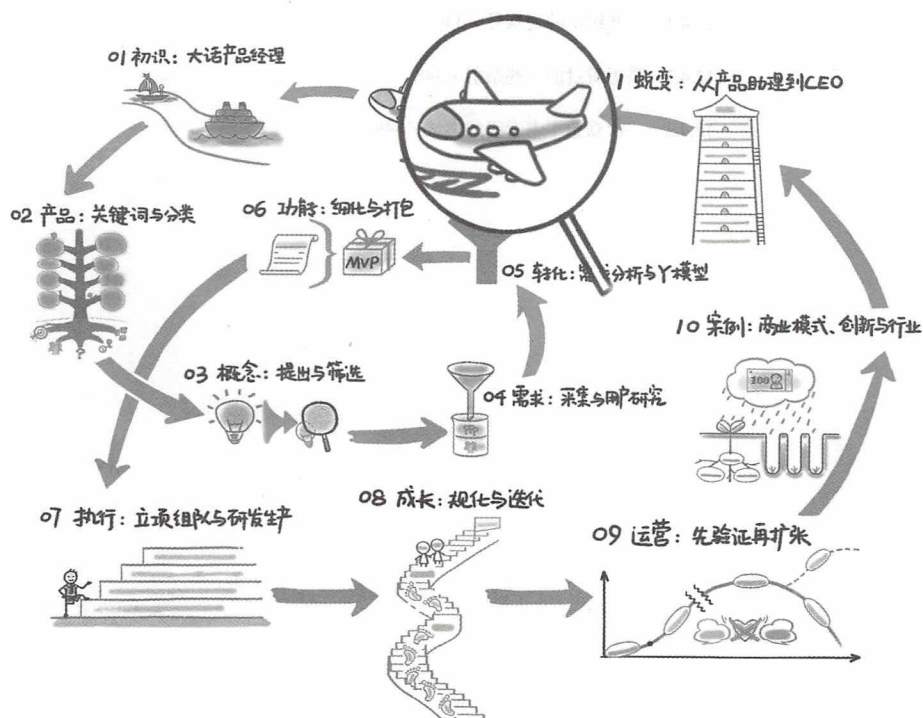 01 初识：大话产品经理
11 蜕变：从产品助理到CEO
02 产品：关键词与分类
06 功能：细化与打包
MVP
05 转化：需求分析与Y模型
10 案例：商业模式、创新与行业
100
03 概念：提出与筛选
04 需求：采集与用户研究
07 执行：立项组队与研发生产
08 成长：规化与迭代
09 运营：先验证再扩张